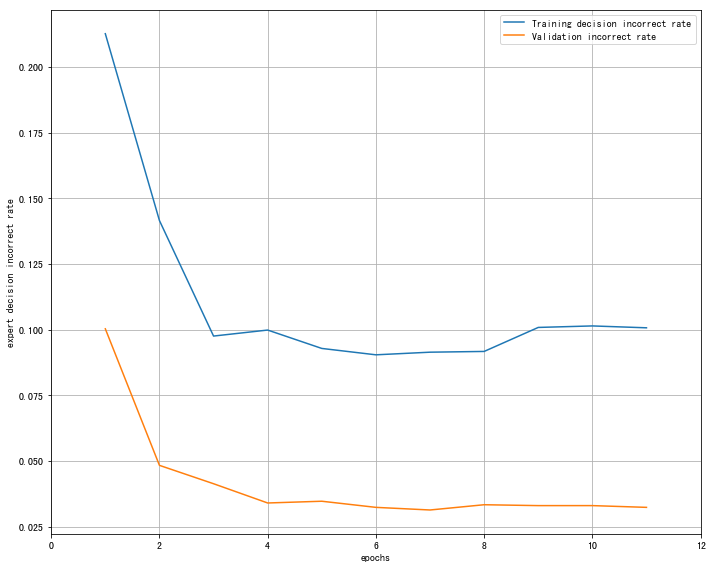 Training decision incorrect rate
Validation incorrect rate
0.200
0.175
0.150
0.125
0.100
0.075
0.050
0.025
expert decision incorrect rate
0 2 4 6 8 10 12
epochs